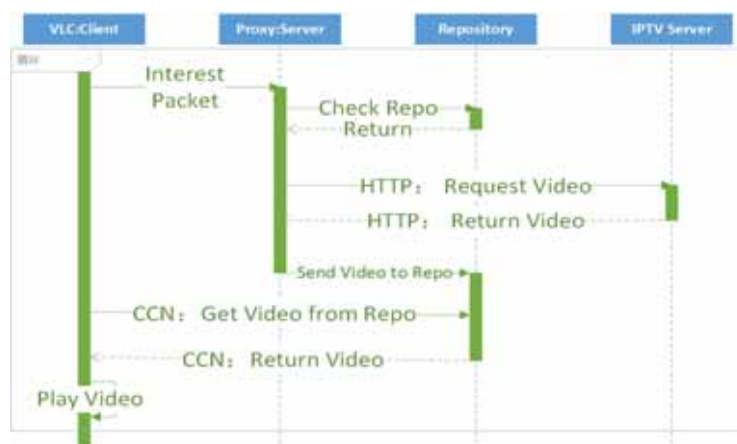 VLC:Client
Proxy:Server
Repository
IPTV Server
Interest
Packet
Check Repo
Return
HTTP： Request Video
HTTP： Return Video
Send Video to Repo
CCN：Get Video from Repo
CCN：Return Video
Play Video